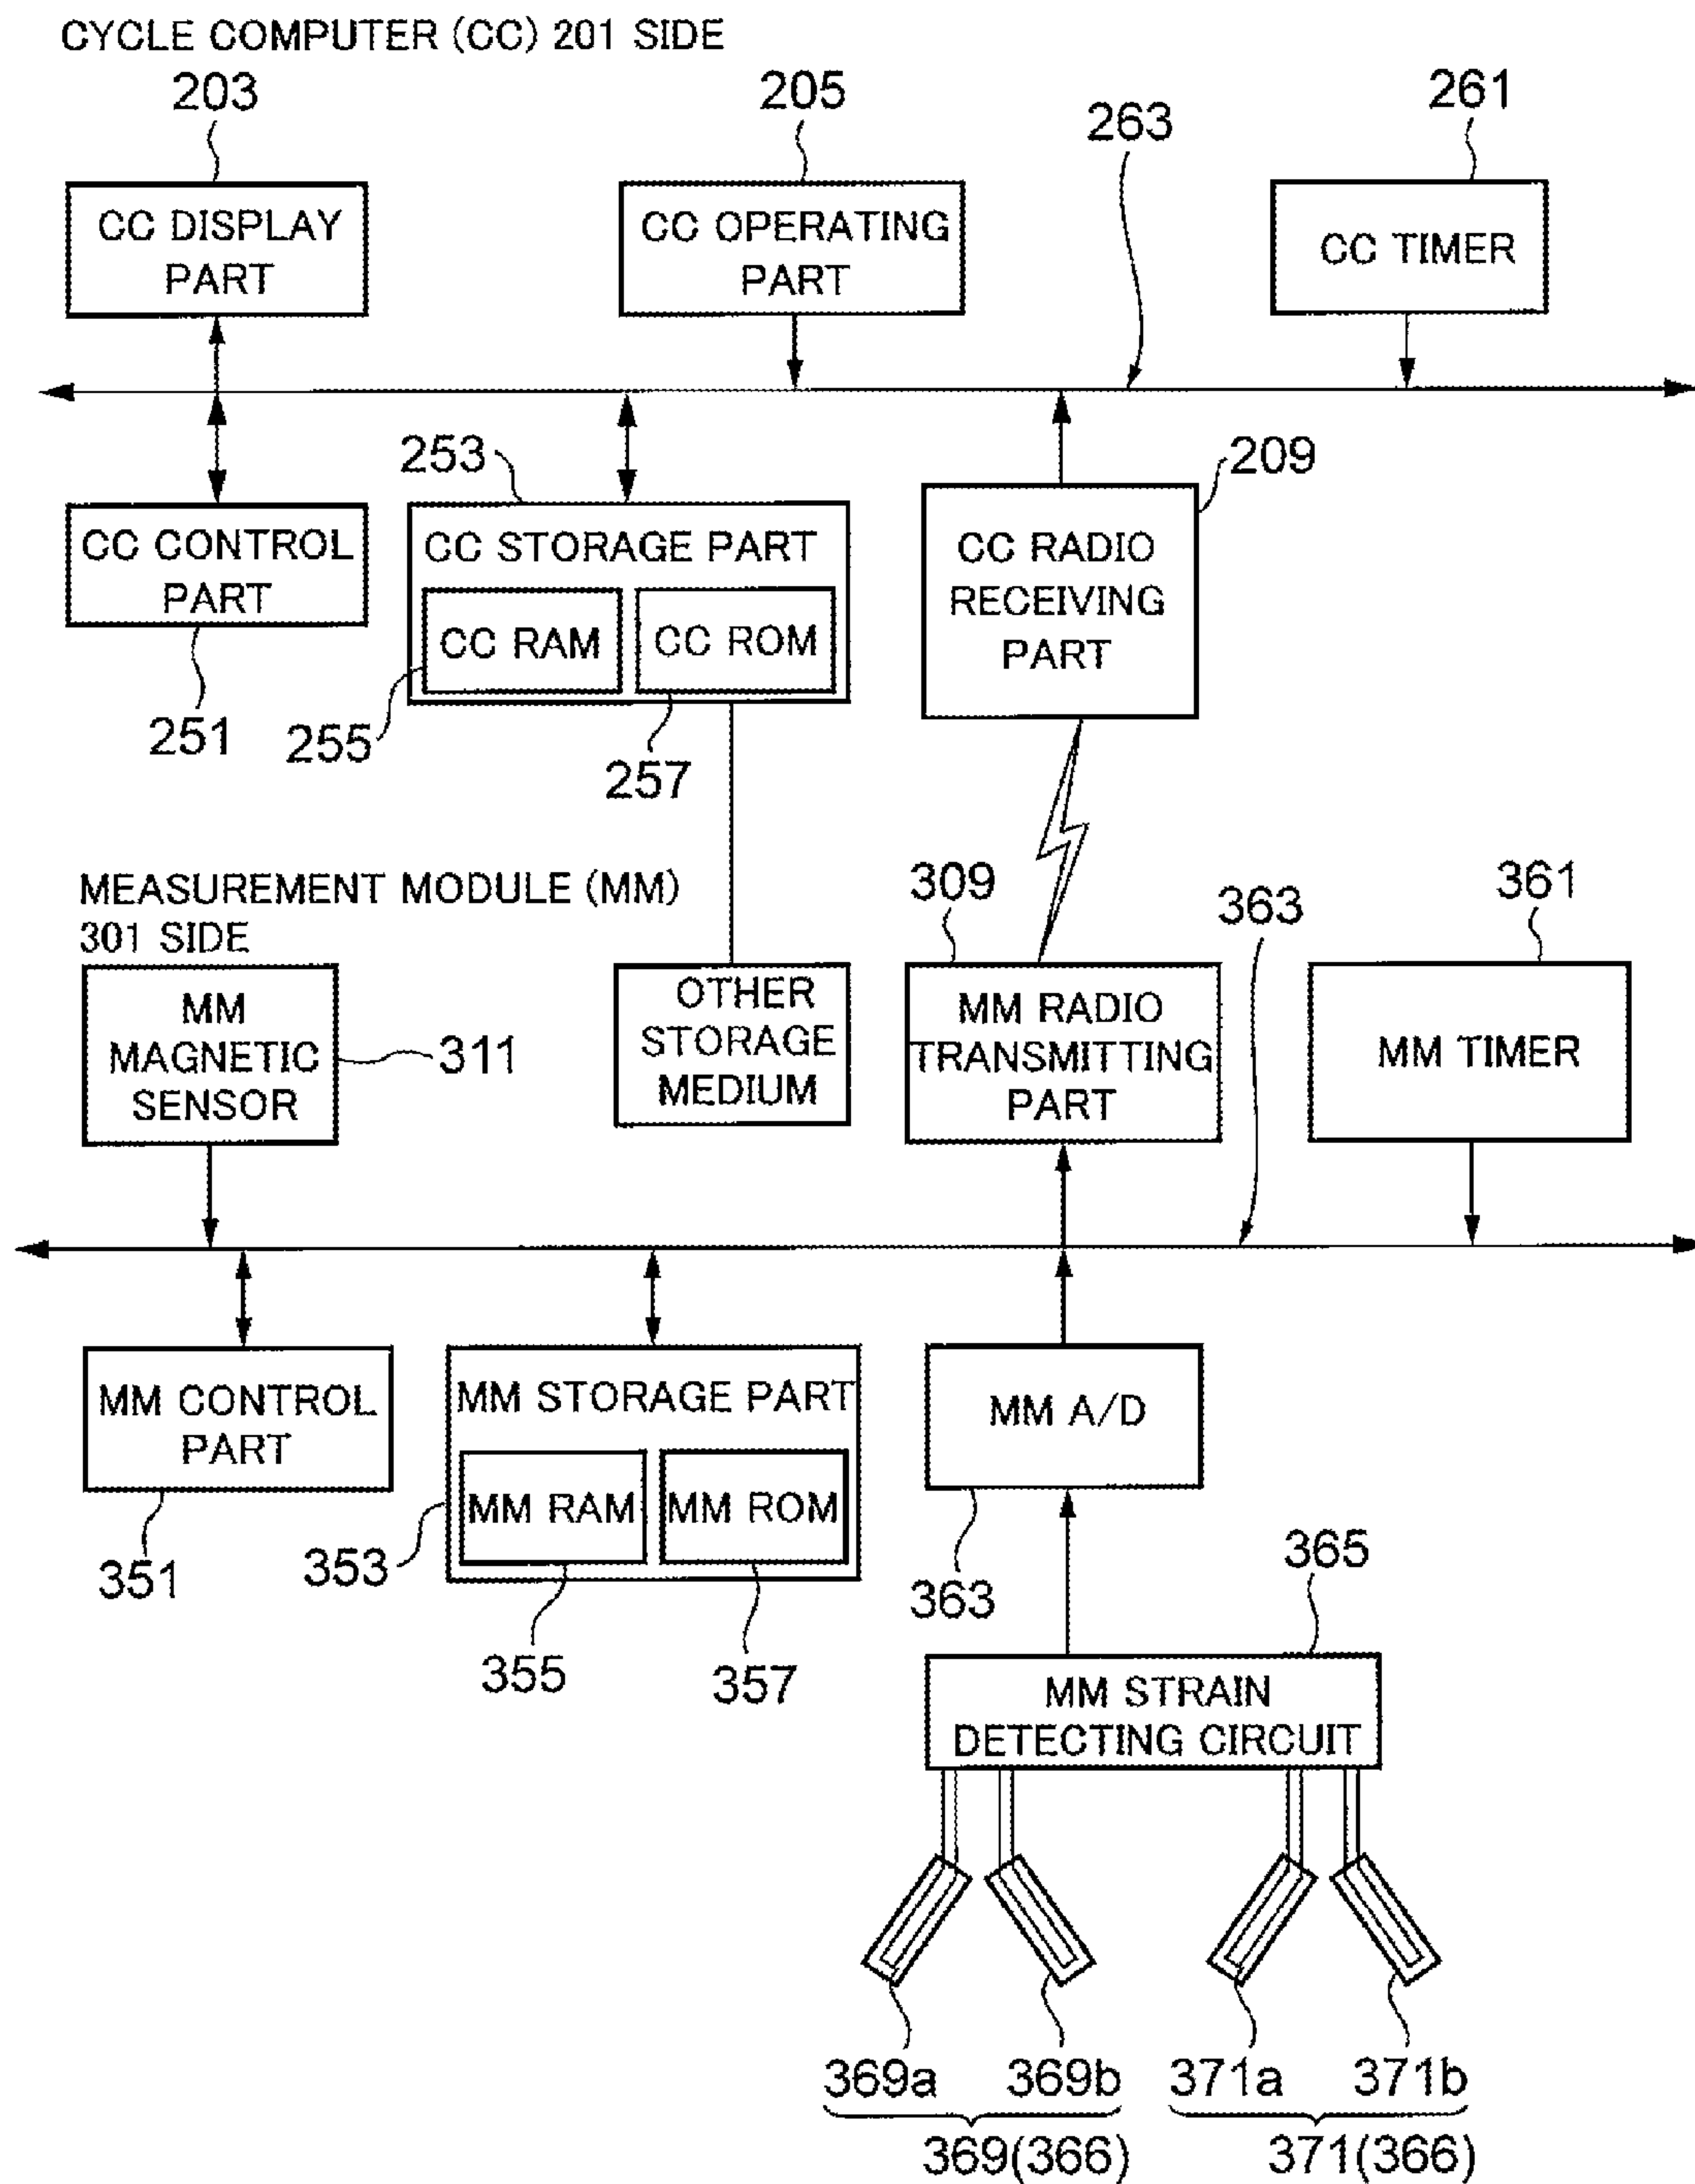 CYCLE COMPUTER (CC) 201 SIDE
203
205
263
261
CC DISPLAY
PART
CC OPERATING
PART
CC TIMER
253
209
CC CONTROL
PART
CC STORAGE PART
CC RAM
CC ROM
CC RADIO
RECEIVING
PART
251
255
257
MEASUREMENT MODULE (MM)
301 SIDE
309
363
361
MM
MAGNETIC
SENSOR
311
OTHER
STORAGE
MEDIUM
MM RADIO
TRANSMITTING
PART
MM TIMER
MM CONTROL
PART
MM STORAGE PART
MM RAM
MM ROM
MM A/D
351
353
355
357
363
365
MM STRAIN
DETECTING CIRCUIT
369a
369b
371a
371b
369(366)
371(366)